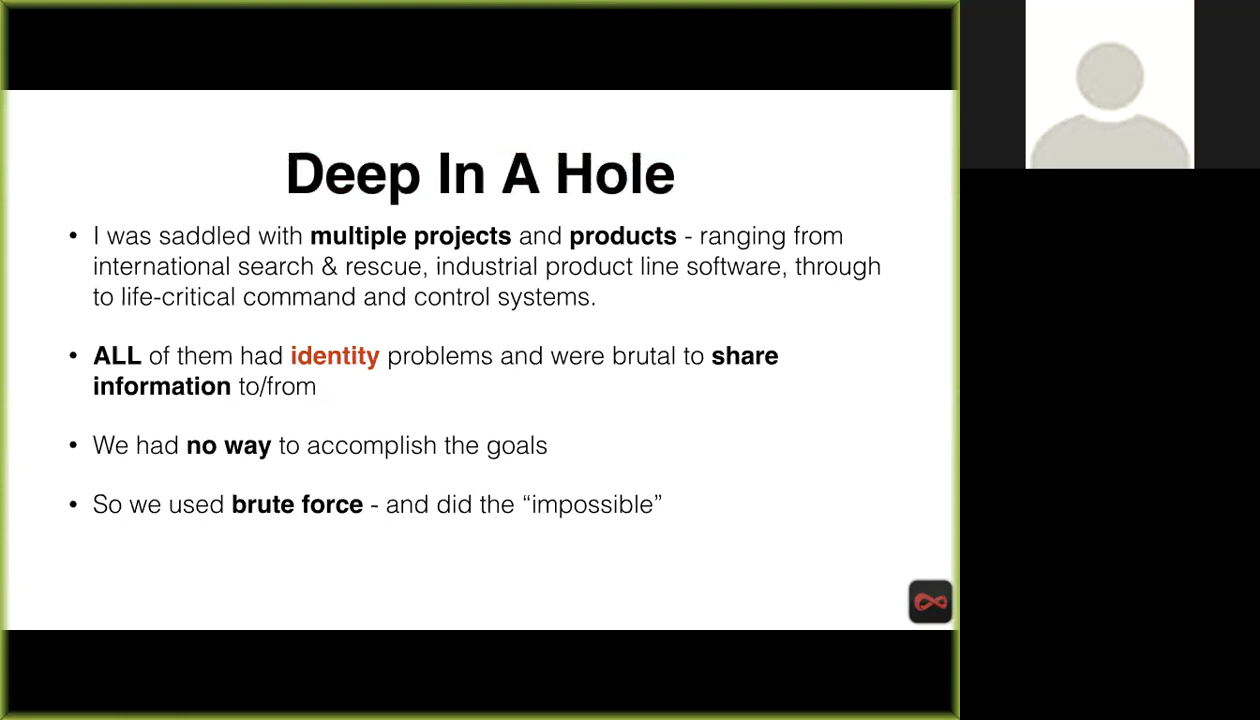 Deep In A Hole
• I was saddled with multiple projects and products - ranging from
international search & rescue, industrial product line software, through
to life-critical command and control systems.
• ALL of them had identity problems and were brutal to share
information to/from
• We had no way to accomplish the goals
• So we used brute force - and did the “impossible”